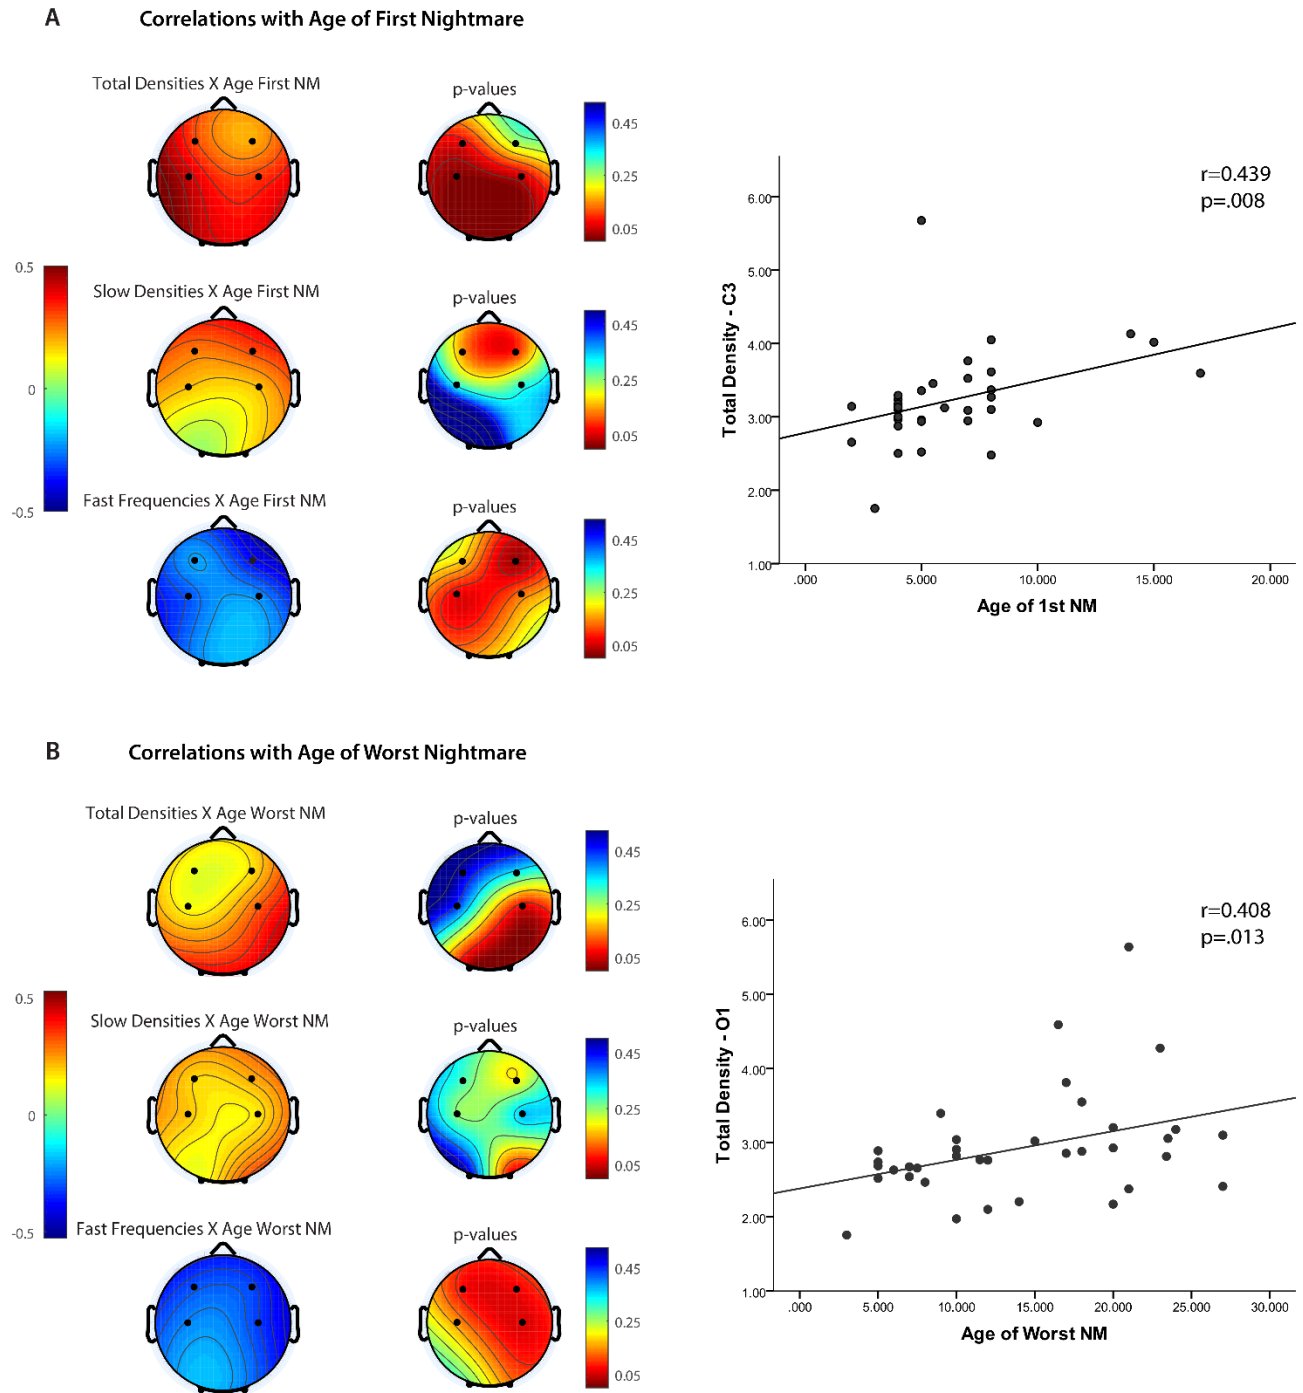 A
Correlations with Age of First Nightmare
Total Densities X Age First NM
p-values
0.45
0.25
0.05
Slow Densities X Age First NM
p-values
0.45
0.25
0.05
0.5
0
-0.5
Fast Frequencies X Age First NM
p-values
0.45
0.25
0.05
r=0.439
p=.008
Total Density - C3
6.00
5.00
4.00
3.00
2.00
1.00
.000
5.000
10.000
15.000
20.000
Age of 1st NM
B
Correlations with Age of Worst Nightmare
Total Densities X Age Worst NM
p-values
0.45
0.25
0.05
Slow Densities X Age Worst NM
p-values
0.45
0.25
0.05
0.5
0
-0.5
Fast Frequencies X Age Worst NM
p-values
0.45
0.25
0.05
r=0.408
p=.013
Total Density - O1
6.00
5.00
4.00
3.00
2.00
1.00
.000
5.000
10.000
15.000
20.000
25.000
30.000
Age of Worst NM